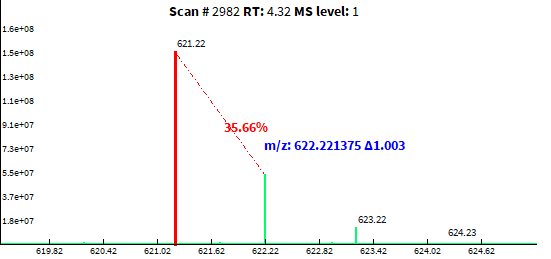 Scan # 2982 RT: 4.32 MS level: 1
1.6e+08
621.22
1.5e+08
1.3e+08
1.1e+08
35.66%
9.1e+07
m/z: 622.221375 Δ1.003
7.3e+07
5.5e+07
3.6e+07
623.22
1.8e+07
624.23
619.82 620.42 621.02 621.62 622.22 622.82 623.42 624.02 624.62